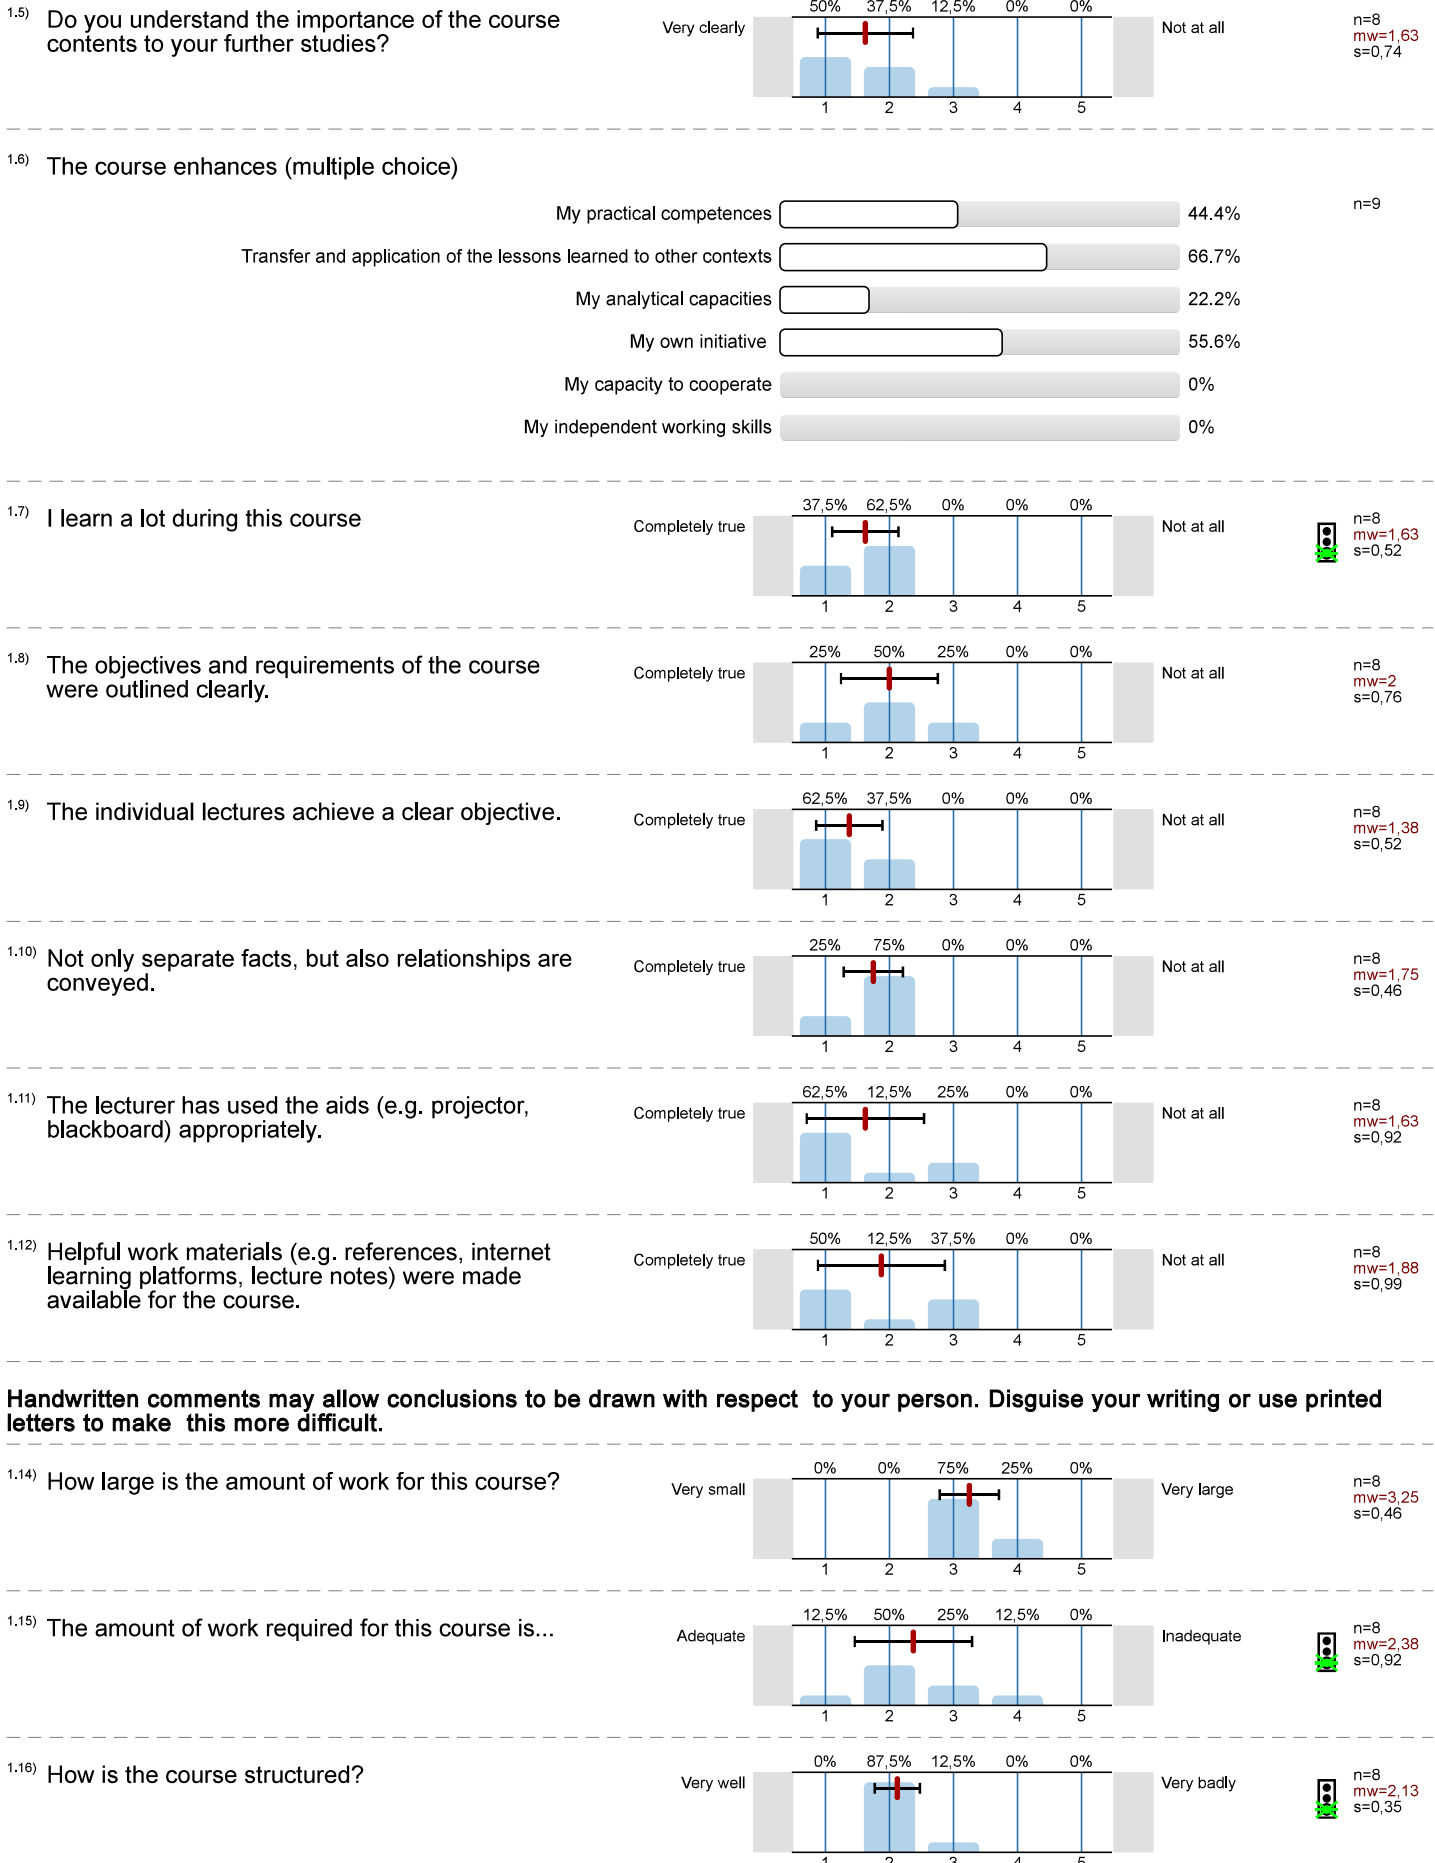 1.5) Do you understand the importance of the course
contents to your further studies?
Very clearly
50% 37,5% 12,5% 0% 0%
1 2 3 4 5
Not at all
n=8
mw=1,63
s=0,74
1.6) The course enhances (multiple choice)
n=9
My practical competences 44.4%
Transfer and application of the lessons learned to other contexts 66.7%
My analytical capacities 22.2%
My own initiative 55.6%
My capacity to cooperate 0%
My independent working skills 0%
1.7) I learn a lot during this course
Completely true
37,5% 62,5% 0% 0% 0%
1 2 3 4 5
Not at all
n=8
mw=1,63
s=0,52
1.8) The objectives and requirements of the course
were outlined clearly.
Completely true
25% 50% 25% 0% 0%
1 2 3 4 5
Not at all
n=8
mw=2
s=0,76
1.9) The individual lectures achieve a clear objective.
Completely true
62,5% 37,5% 0% 0% 0%
1 2 3 4 5
Not at all
n=8
mw=1,38
s=0,52
1.10) Not only separate facts, but also relationships are
conveyed.
Completely true
25% 75% 0% 0% 0%
1 2 3 4 5
Not at all
n=8
mw=1,75
s=0,46
1.11) The lecturer has used the aids (e.g. projector,
blackboard) appropriately.
Completely true
62,5% 12,5% 25% 0% 0%
1 2 3 4 5
Not at all
n=8
mw=1,63
s=0,92
1.12) Helpful work materials (e.g. references, internet
learning platforms, lecture notes) were made
available for the course.
Completely true
50% 12,5% 37,5% 0% 0%
1 2 3 4 5
Not at all
n=8
mw=1,88
s=0,99
Handwritten comments may allow conclusions to be drawn with respect  to your person. Disguise your writing or use printed
letters to make  this more difficult.
1.14) How large is the amount of work for this course?
Very small
0% 0% 75% 25% 0%
1 2 3 4 5
Very large
n=8
mw=3,25
s=0,46
1.15) The amount of work required for this course is...
Adequate
12,5% 50% 25% 12,5% 0%
1 2 3 4 5
Inadequate
n=8
mw=2,38
s=0,92
1.16) How is the course structured?
Very well
0% 87,5% 12,5% 0% 0%
1 2 3 4 5
Very badly
n=8
mw=2,13
s=0,35